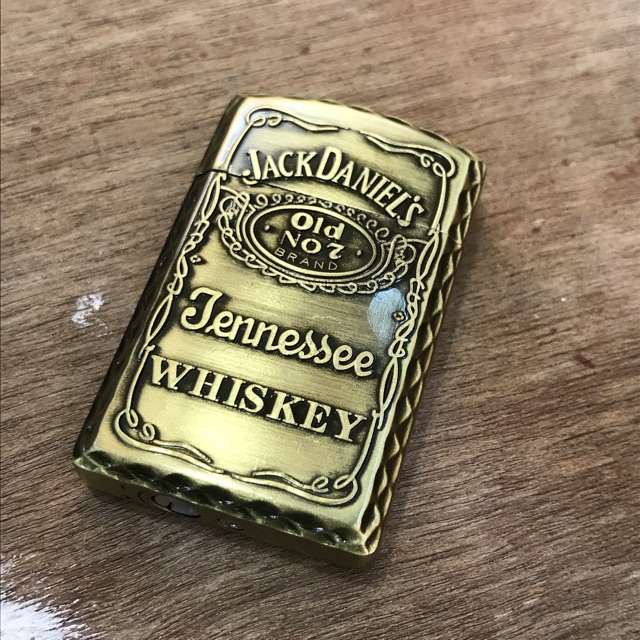 JACK DANIEL'S
Old
NO 7
BRAND
Tennessee
WHISKEY